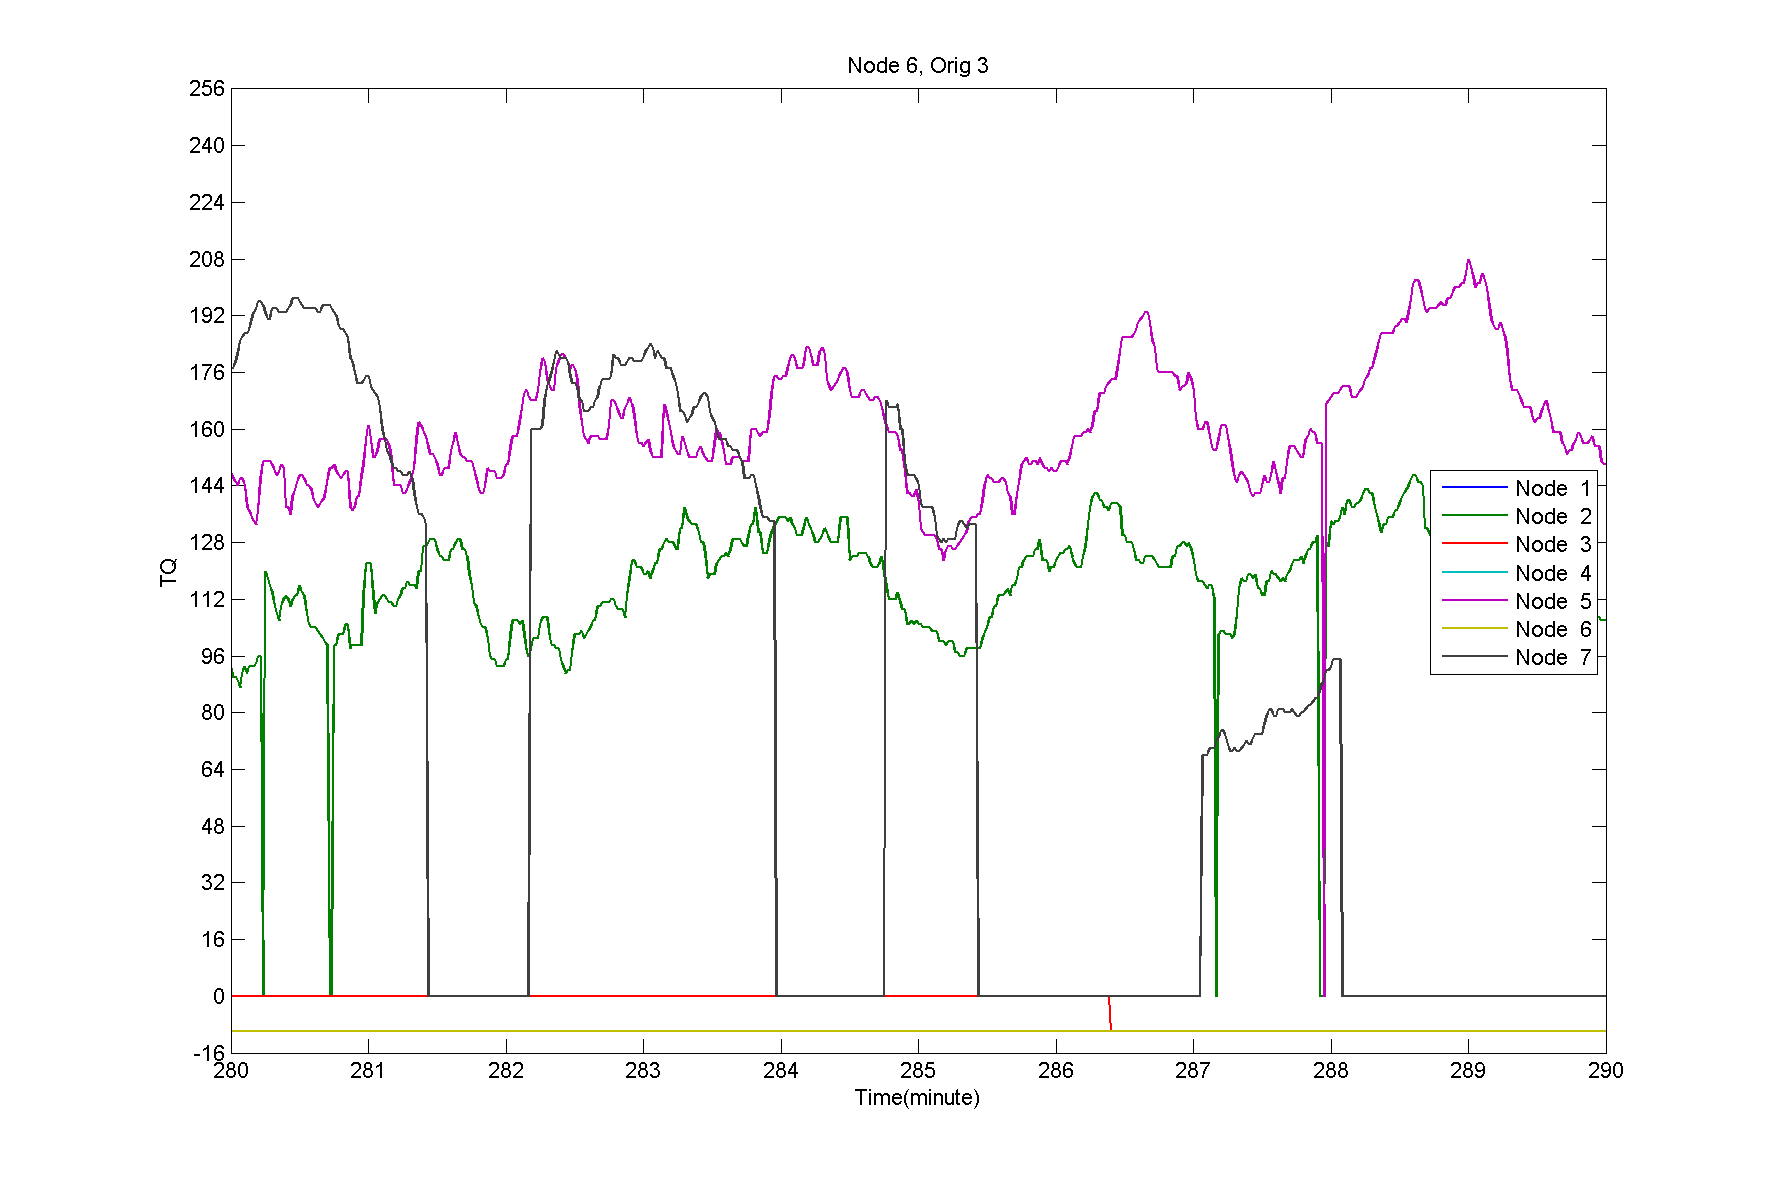 Node 6, Orig 3
256
240
224
208
192
176
160
144
128
112
96
80
64
48
32
16
0
-16
TQ
Node 1
Node 2
Node 3
Node 4
Node 5
Node 6
Node 7
280 281 282 283 284 285 286 287 288 289 290
Time(minute)